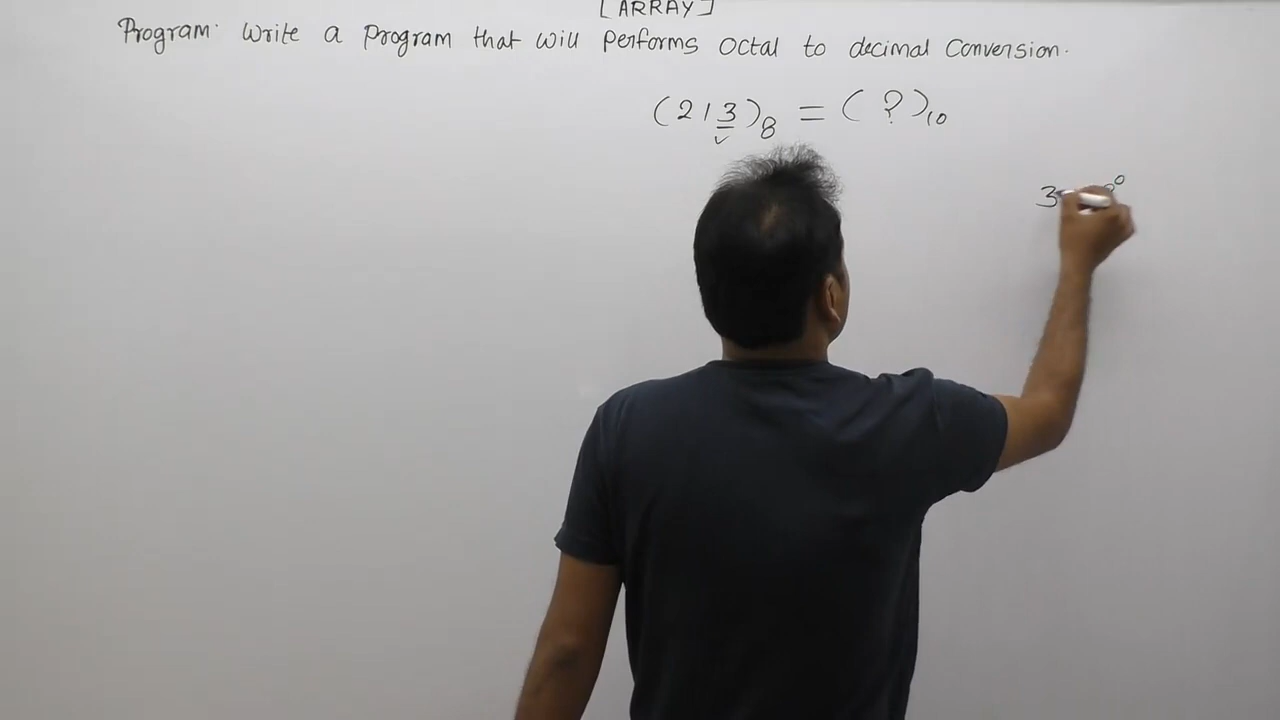 [ARRAY]
Program: Write a program that will performs octal to decimal conversion.
(213)8 = ( ? )10
3 8⁰